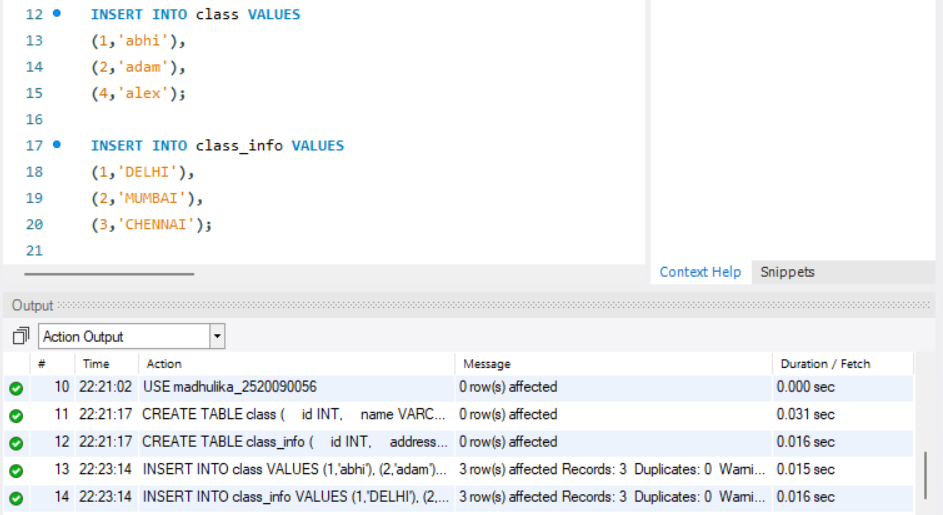 12 INSERT INTO class VALUES
13 (1,'abhi'),
14 (2,'adam'),
15 (4,'alex');
16
17 INSERT INTO class_info VALUES
18 (1,'DELHI'),
19 (2,'MUMBAI'),
20 (3,'CHENNAI');
21
Context Help Snippets
Output
Action Output
# Time Action Message Duration / Fetch
10 22:21:02 USE madhulika_2520090056 0 row(s) affected 0.000 sec
11 22:21:17 CREATE TABLE class ( id INT, name VARC... 0 row(s) affected 0.031 sec
12 22:21:17 CREATE TABLE class_info ( id INT, address... 0 row(s) affected 0.016 sec
13 22:23:14 INSERT INTO class VALUES (1,'abhi'), (2,'adam')... 3 row(s) affected Records: 3 Duplicates: 0 Warni... 0.015 sec
14 22:23:14 INSERT INTO class_info VALUES (1,'DELHI'), (2,... 3 row(s) affected Records: 3 Duplicates: 0 Warni... 0.016 sec